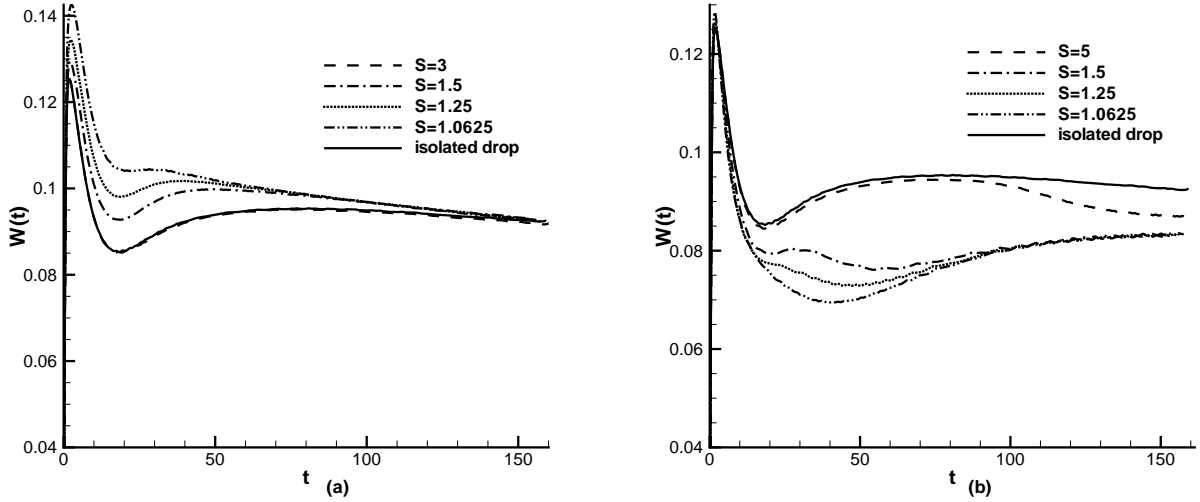 0.14
0.12
0.1
0.08
0.06
0.04
W(t)
0
50
100
150
t
(a)
S=3
S=1.5
S=1.25
S=1.0625
isolated drop
0.12
0.1
0.08
0.06
0.04
W(t)
0
50
100
150
t
(b)
S=5
S=1.5
S=1.25
S=1.0625
isolated drop